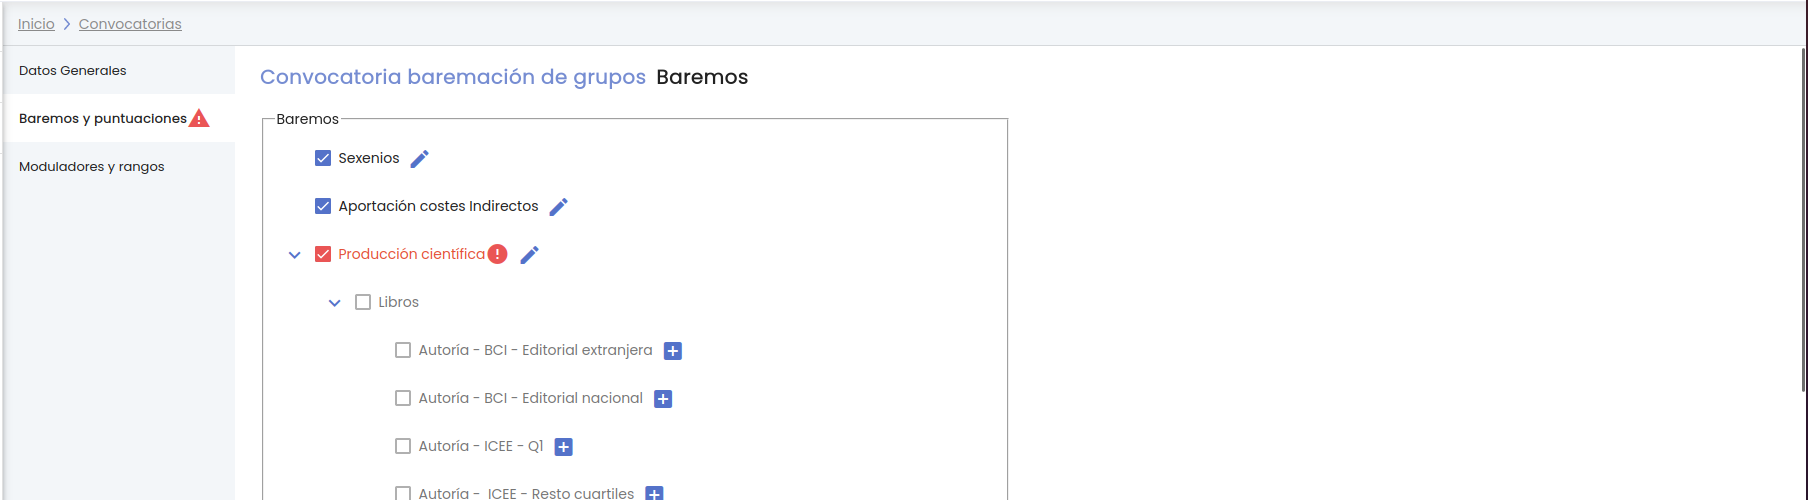 Inicio > Convocatorias
Datos Generales
Baremos y puntuaciones
Moduladores y rangos
Convocatoria baremación de grupos Baremos
Baremos
Sexenios
Aportación costes Indirectos
Producción científica
Libros
Autoría - BCI - Editorial extranjera
Autoría - BCI - Editorial nacional
Autoría - ICEE - Q1
Autoría - ICEE - Resto cuartiles